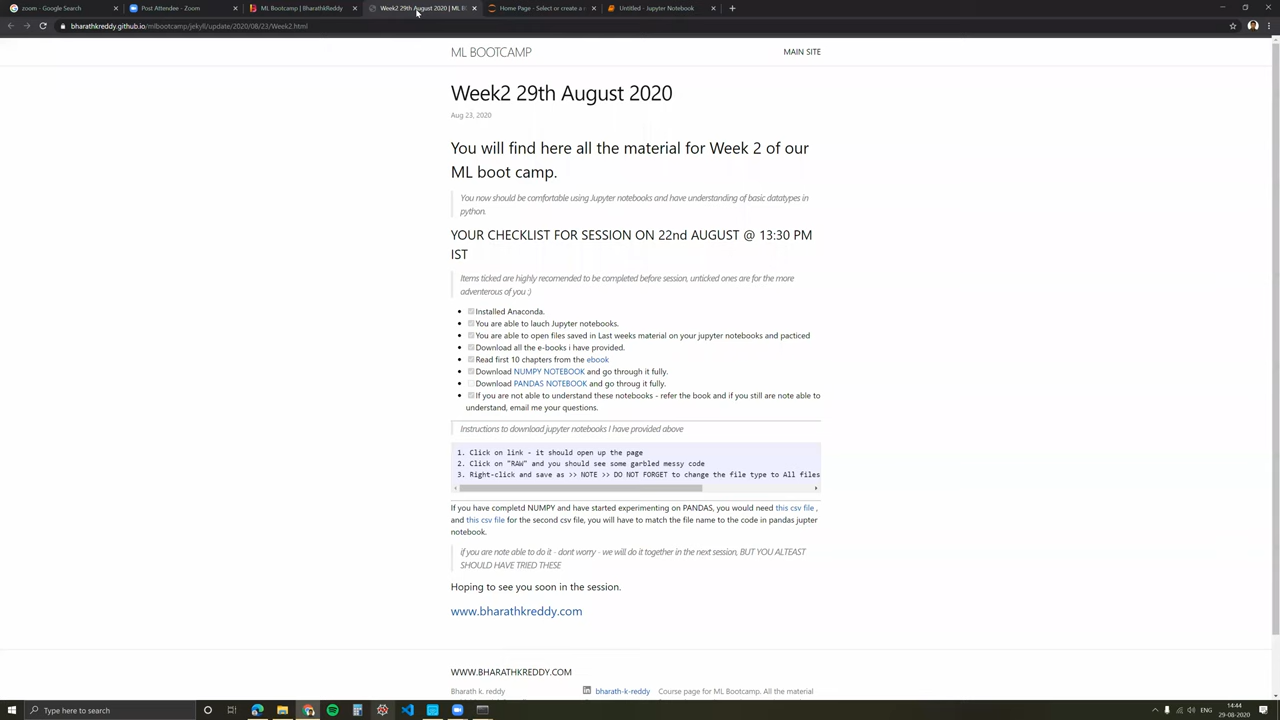 zoom - Google Search
Post Attendee - Zoom
ML Bootcamp | BharathKReddy
Week2 29th August 2020 | ML B
Home Page - Select or create a n
Untitled - Jupyter Notebook
bharathkreddy.github.io/mlbootcamp/jekyll/update/2020/08/23/Week2.html
ML BOOTCAMP
MAIN SITE
Week2 29th August 2020
Aug 23, 2020
You will find here all the material for Week 2 of our
ML boot camp.
You now should be comfortable using Jupyter notebooks and have understanding of basic datatypes in
python.
YOUR CHECKLIST FOR SESSION ON 22nd AUGUST @ 13:30 PM
IST
Items ticked are highly recomended to be completed before session, unticked ones are for the more
adventerous of you :)
Installed Anaconda.
You are able to lauch Jupyter notebooks.
You are able to open files saved in Last weeks material on your jupyter notebooks and pacticed
Download all the e-books i have provided.
Read first 10 chapters from the ebook
Download NUMPY NOTEBOOK and go through it fully.
Download PANDAS NOTEBOOK and go throug it fully.
If you are not able to understand these notebooks - refer the book and if you still are note able to
understand, email me your questions.
Instructions to download jupyter notebooks I have provided above
1. Click on link - it should open up the page
2. Click on "RAW" and you should see some garbled messy code
3. Right-click and save as >> NOTE >> DO NOT FORGET to change the file type to All files
If you have completd NUMPY and have started experimenting on PANDAS, you would need this csv file ,
and this csv file for the second csv file, you will have to match the file name to the code in pandas jupter
notebook.
if you are note able to do it - dont worry - we will do it together in the next session, BUT YOU ALTEAST
SHOULD HAVE TRIED THESE
Hoping to see you soon in the session.
www.bharathkreddy.com
WWW.BHARATHKREDDY.COM
Bharath k. reddy
bharath-k-reddy
Course page for ML Bootcamp. All the material
Type here to search
ENG
14:44
29-08-2020